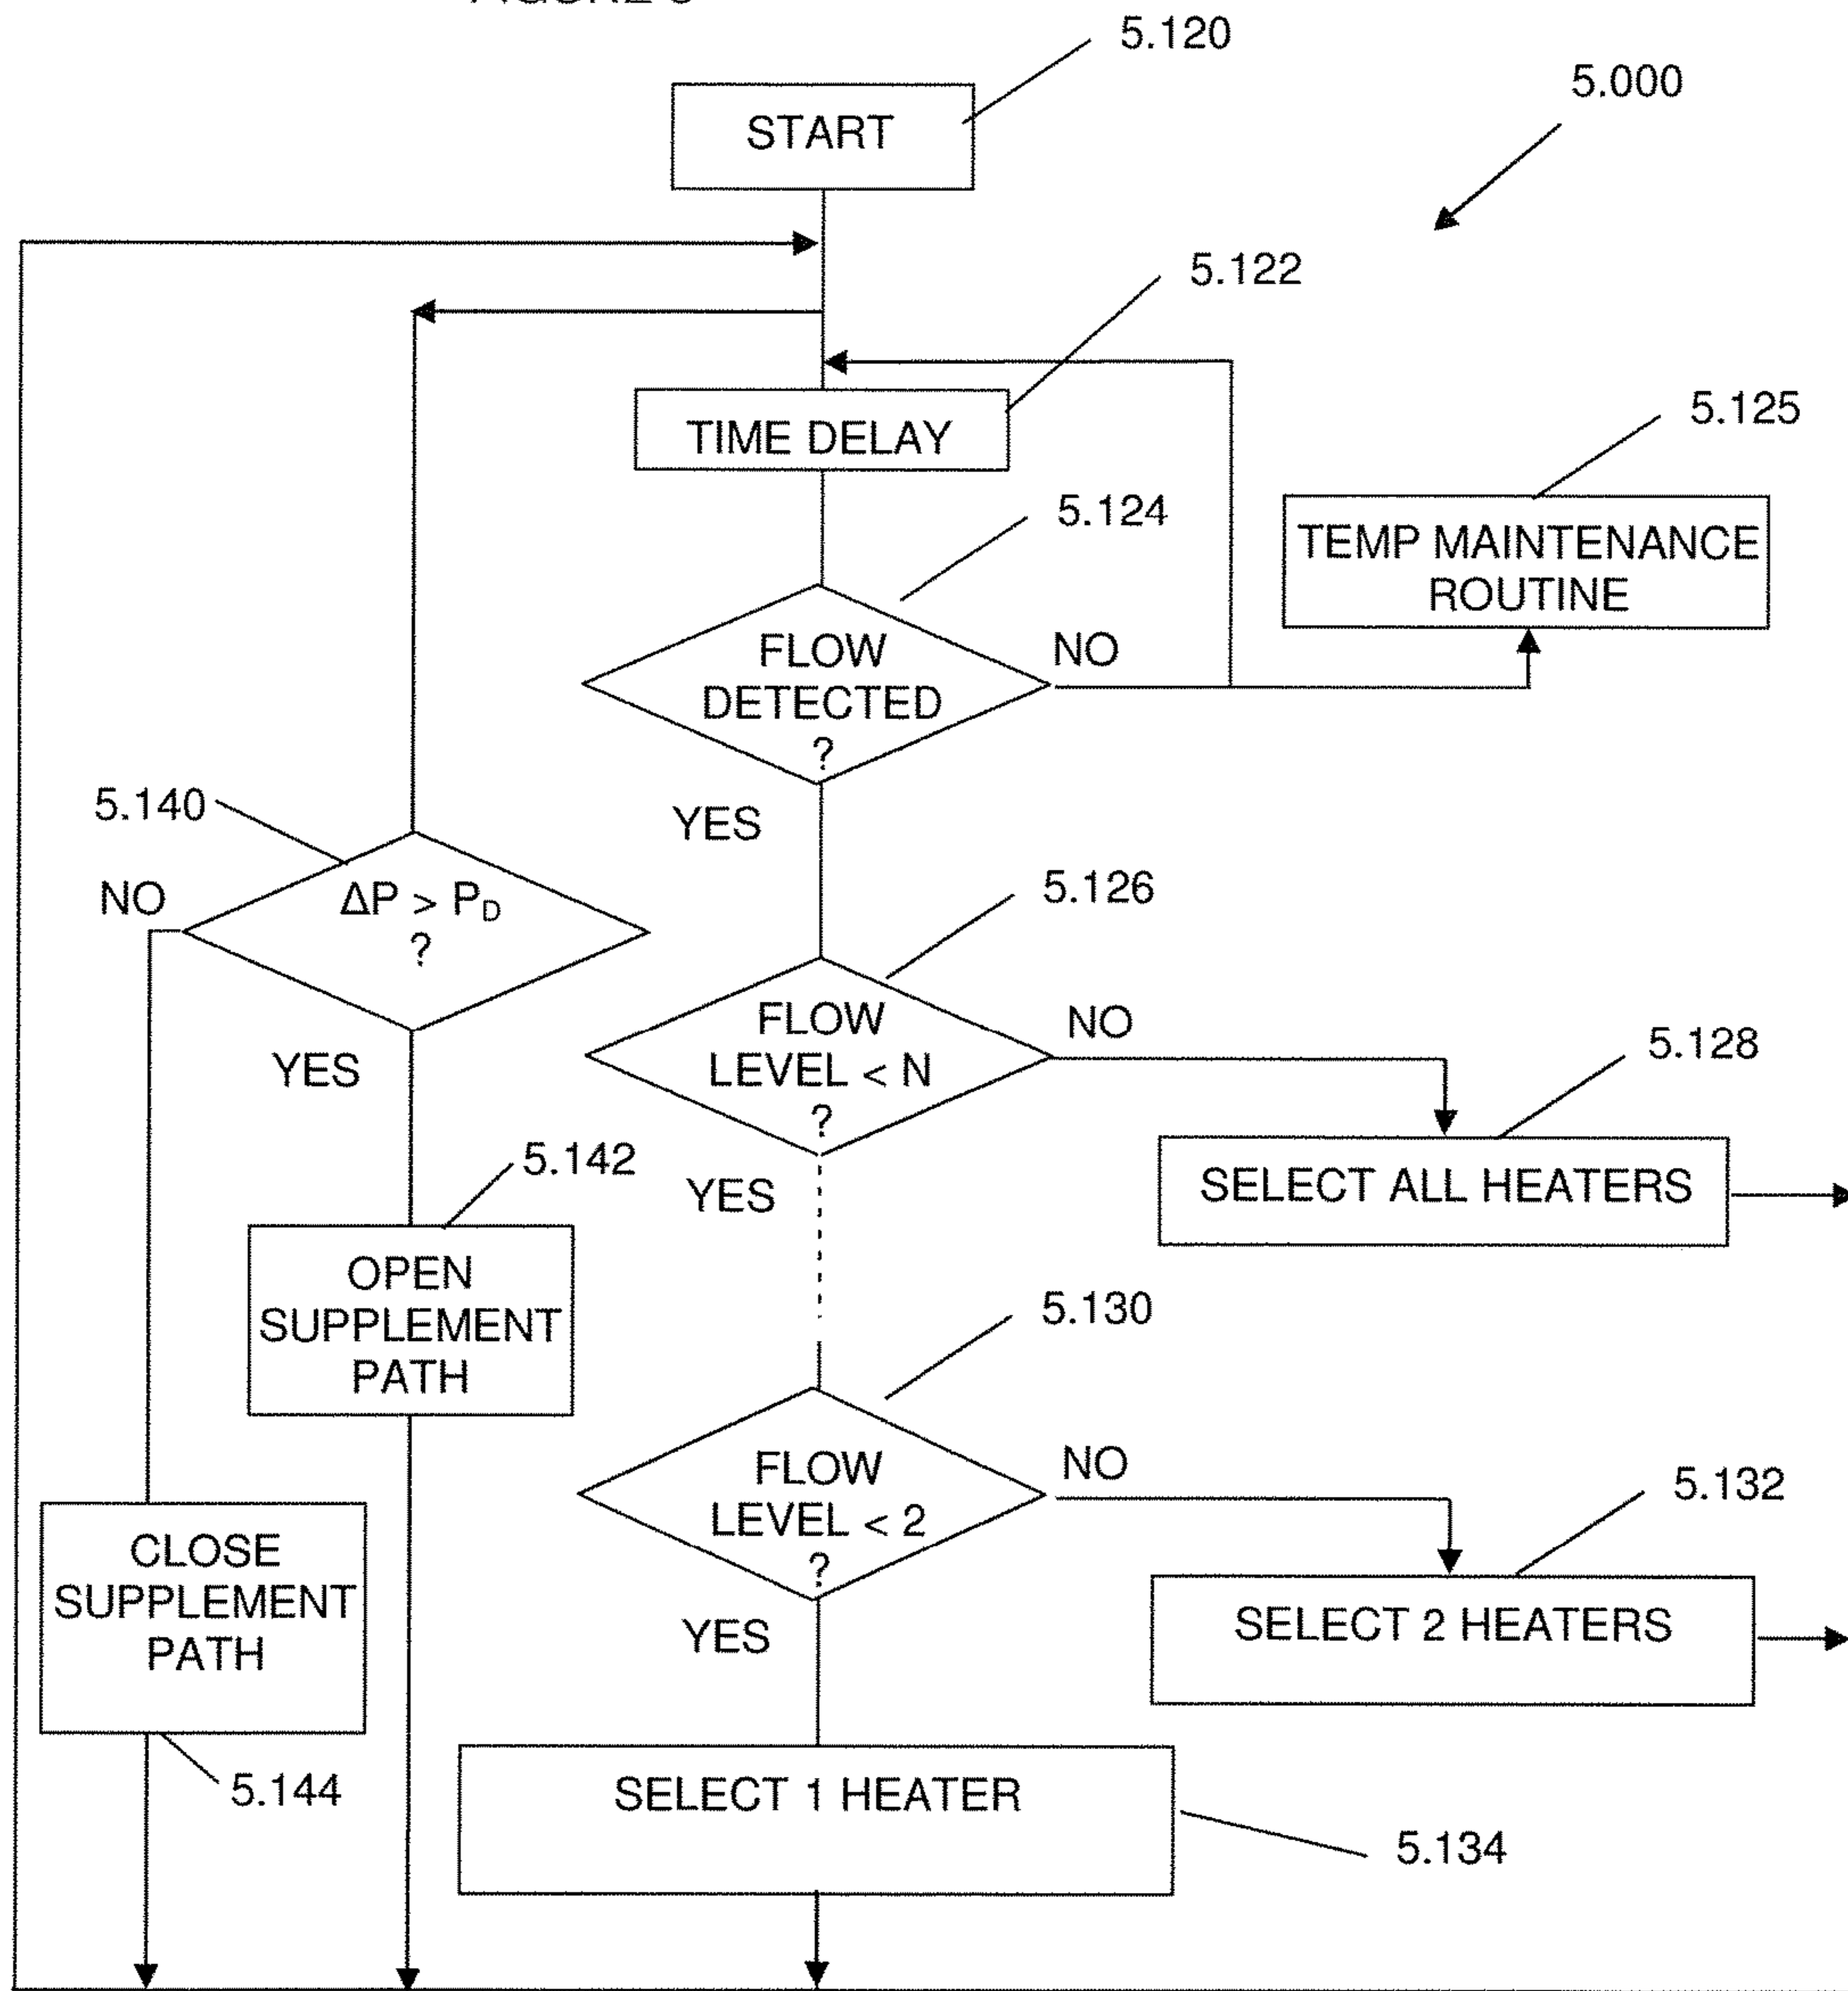 5.120
5.000
START
5.122
TIME DELAY
5.125
5.124
TEMP MAINTENANCE
ROUTINE
FLOW
DETECTED
?
NO
YES
5.140
NO
ΔP > PD
?
YES
5.126
FLOW
LEVEL < N
?
NO
YES
5.128
SELECT ALL HEATERS
5.142
OPEN
SUPPLEMENT
PATH
5.130
FLOW
LEVEL < 2
?
NO
YES
5.132
SELECT 2 HEATERS
CLOSE
SUPPLEMENT
PATH
5.144
SELECT 1 HEATER
5.134